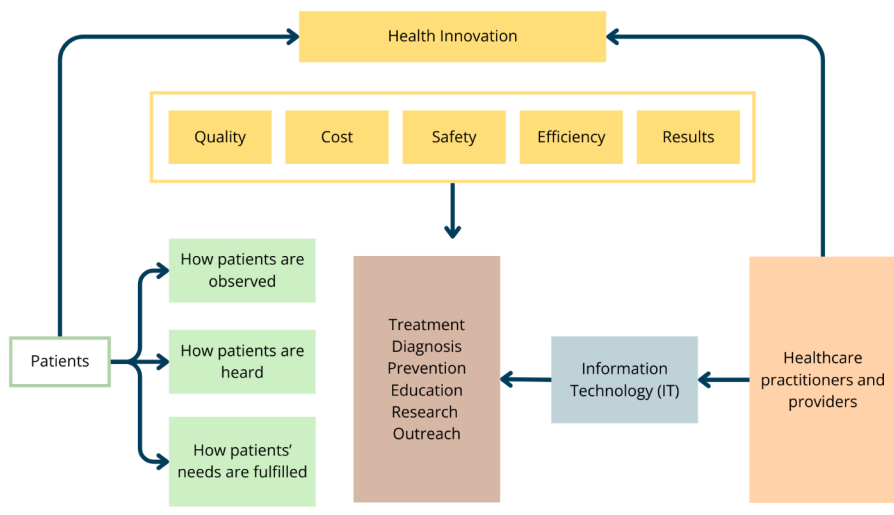 Health Innovation
Quality
Cost
Safety
Efficiency
Results
How patients are
observed
Patients
How patients are
heard
How patients’
needs are fulfilled
Treatment
Diagnosis
Prevention
Education
Research
Outreach
Information
Technology (IT)
Healthcare
practitioners and
providers